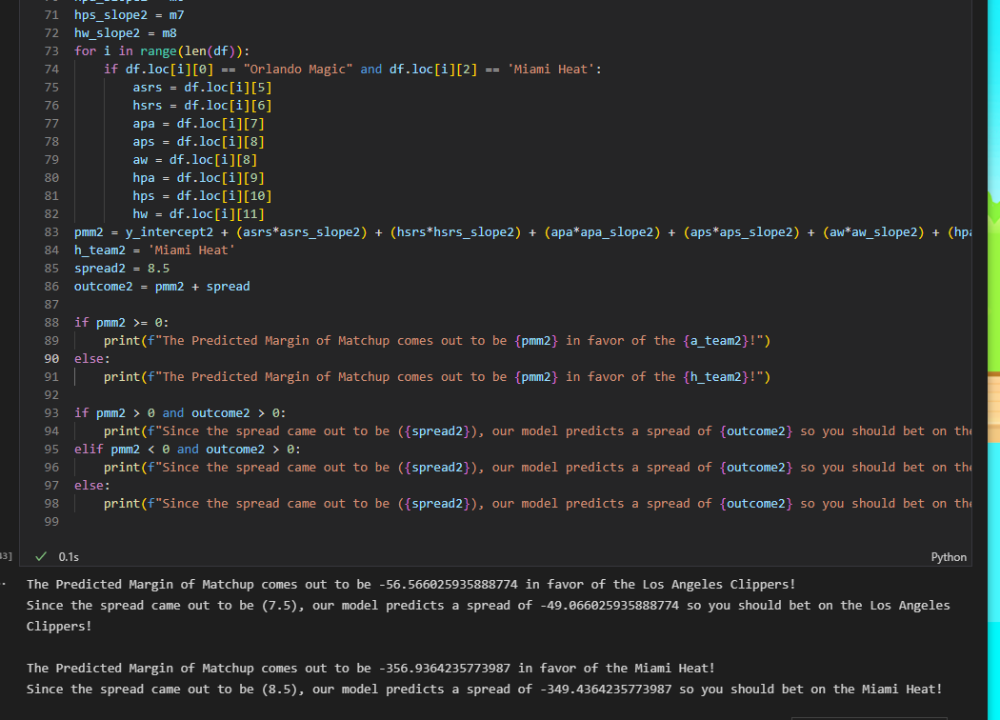 71 hps_slope2 = m7
72 hw_slope2 = m8
73 for i in range(len(df)):
74 if df.loc[i][0] == "Orlando Magic" and df.loc[i][2] == 'Miami Heat':
75 asrs = df.loc[i][5]
76 hsrs = df.loc[i][6]
77 apa = df.loc[i][7]
78 aps = df.loc[i][8]
79 aw = df.loc[i][8]
80 hpa = df.loc[i][9]
81 hps = df.loc[i][10]
82 hw = df.loc[i][11]
83 pmm2 = y_intercept2 + (asrs*asrs_slope2) + (hsrs*hsrs_slope2) + (apa*apa_slope2) + (aps*aps_slope2) + (aw*aw_slope2) + (hpa
84 h_team2 = 'Miami Heat'
85 spread2 = 8.5
86 outcome2 = pmm2 + spread
87
88 if pmm2 >= 0:
89 print(f"The Predicted Margin of Matchup comes out to be {pmm2} in favor of the {a_team2}!")
90 else:
91 print(f"The Predicted Margin of Matchup comes out to be {pmm2} in favor of the {h_team2}!")
92
93 if pmm2 > 0 and outcome2 > 0:
94 print(f"Since the spread came out to be ({spread2}), our model predicts a spread of {outcome2} so you should bet on the
95 elif pmm2 < 0 and outcome2 > 0:
96 print(f"Since the spread came out to be ({spread2}), our model predicts a spread of {outcome2} so you should bet on the
97 else:
98 print(f"Since the spread came out to be ({spread2}), our model predicts a spread of {outcome2} so you should bet on the
99
3] ✓ 0.1s Python
The Predicted Margin of Matchup comes out to be -56.566025935888774 in favor of the Los Angeles Clippers!
Since the spread came out to be (7.5), our model predicts a spread of -49.066025935888774 so you should bet on the Los Angeles
Clippers!
The Predicted Margin of Matchup comes out to be -356.9364235773987 in favor of the Miami Heat!
Since the spread came out to be (8.5), our model predicts a spread of -349.4364235773987 so you should bet on the Miami Heat!